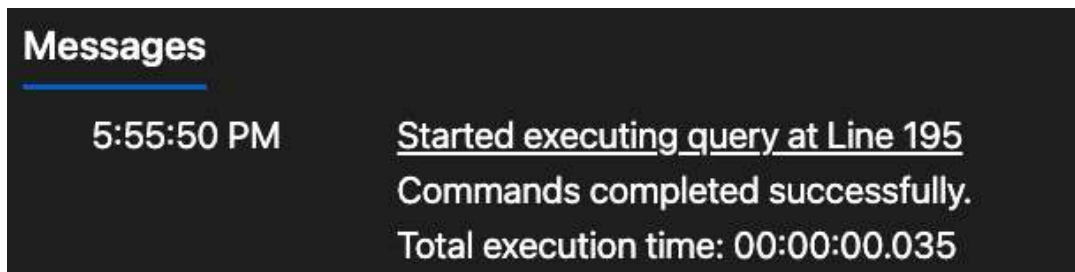 Messages
5:55:50 PM Started executing query at Line 195
Commands completed successfully.
Total execution time: 00:00:00.035